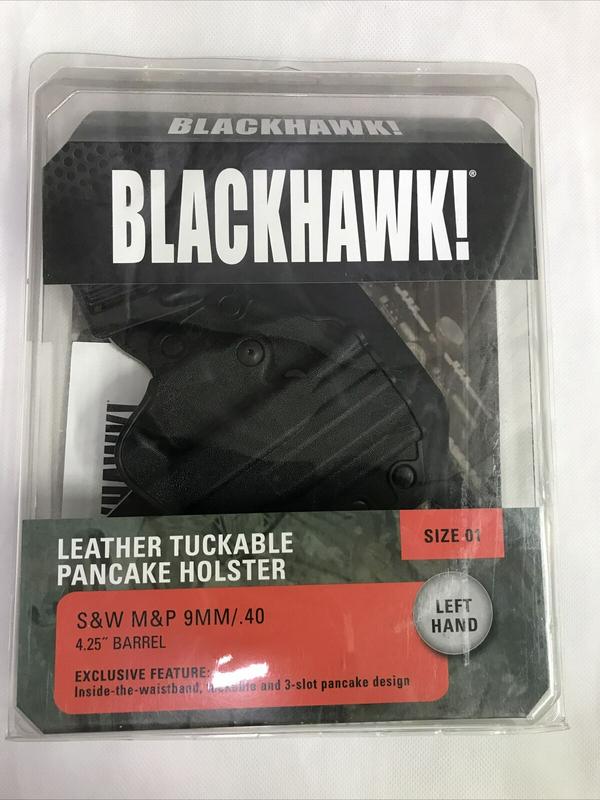 BLACKHAWK!
BLACKHAWK!®
SIZE 01
LEATHER TUCKABLE
PANCAKE HOLSTER
S&W M&P 9MM/.40
4.25˝ BARREL
LEFT
HAND
EXCLUSIVE FEATURE:
Inside-the-waistband, tuckable and 3-slot pancake design